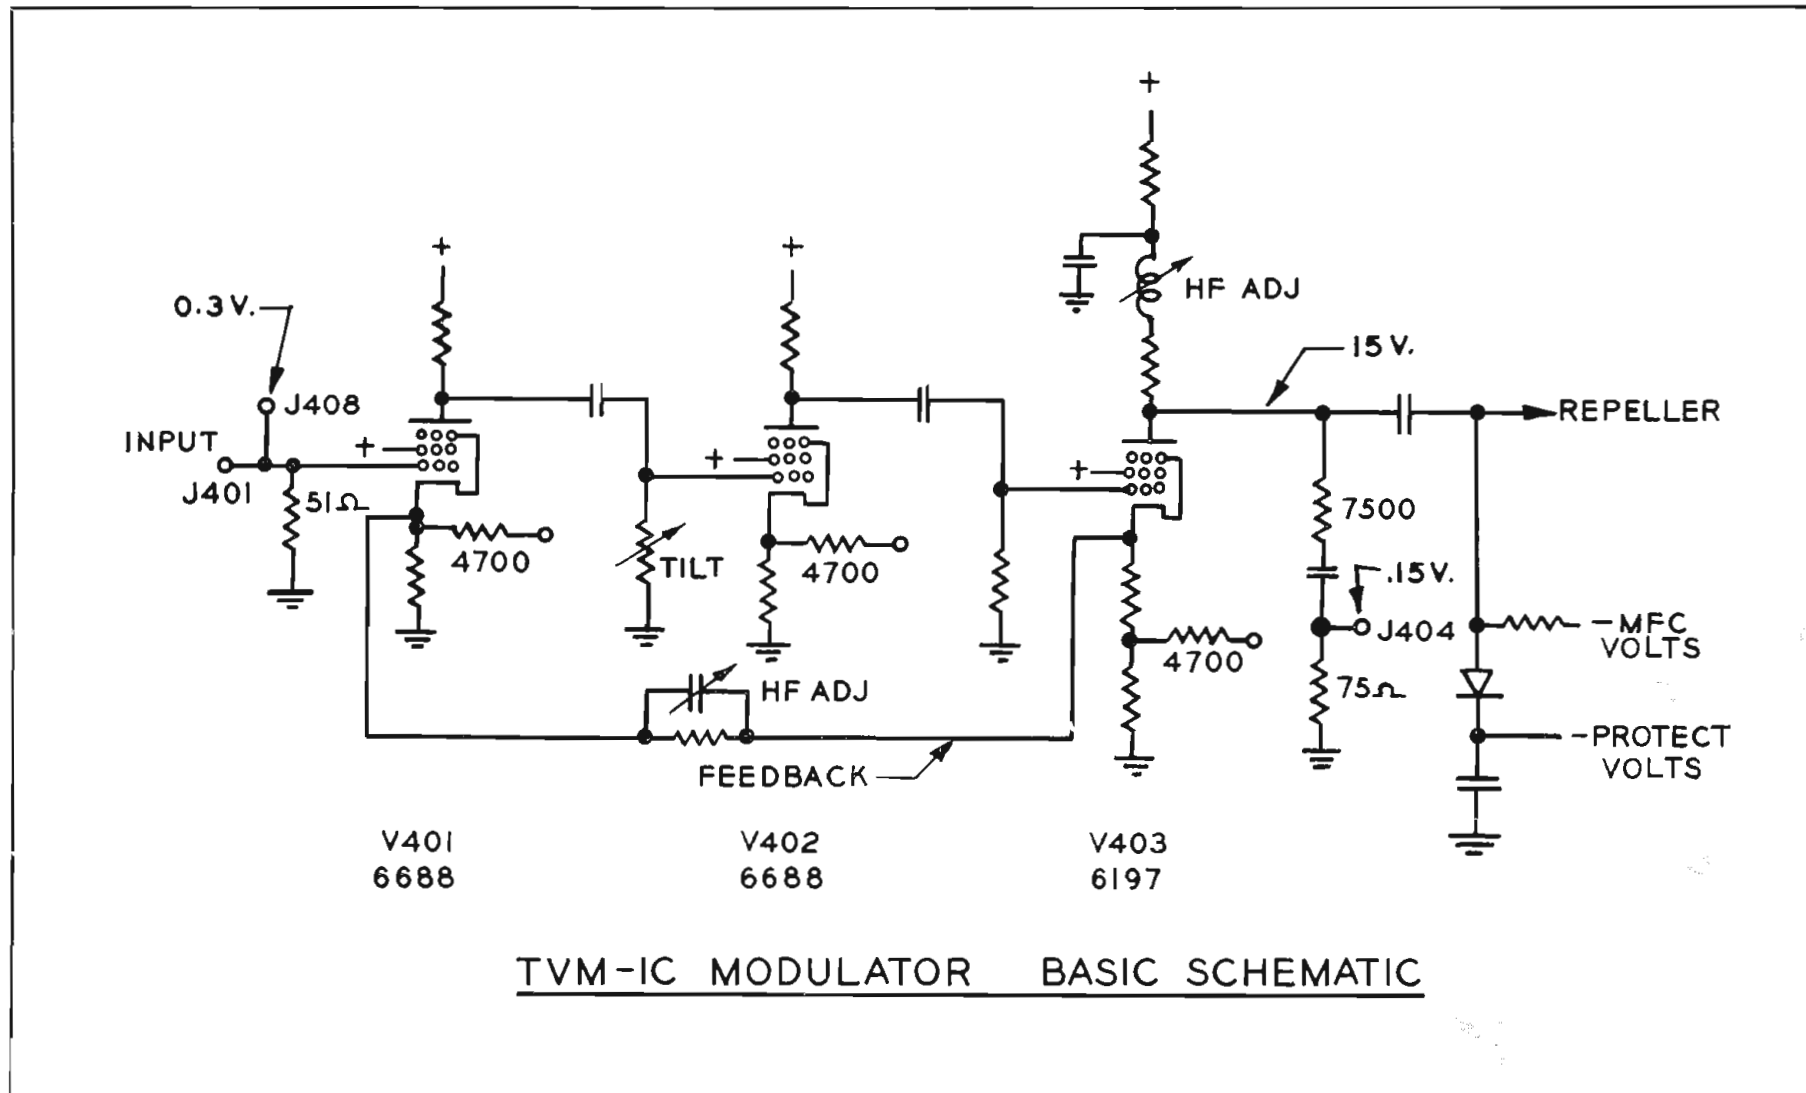 +
+
+
HF ADJ
0.3 V.
15 V.
J408
INPUT
+
+
+
REPELLER
J401
51Ω
4700
TILT
4700
4700
7500
.15V.
J404
-MFC
VOLTS
75Ω
HF ADJ
FEEDBACK
-PROTECT
VOLTS
V401
6688
V402
6688
V403
6197
TVM-IC MODULATOR BASIC SCHEMATIC